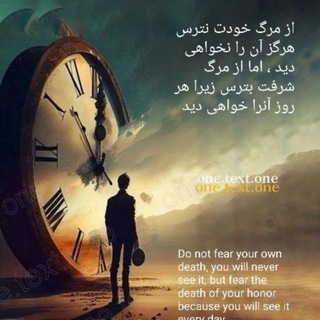 از مرگ خودت نترس
هرگز آن را نخواهی
دید ، اما از مرگ
شرفت بترس زیرا هر
روز آنرا خواهی دید
one.text.one
one.text.one
Do not fear your own
death, you will never
see it, but fear the
death of your honor
because you will see it
every day